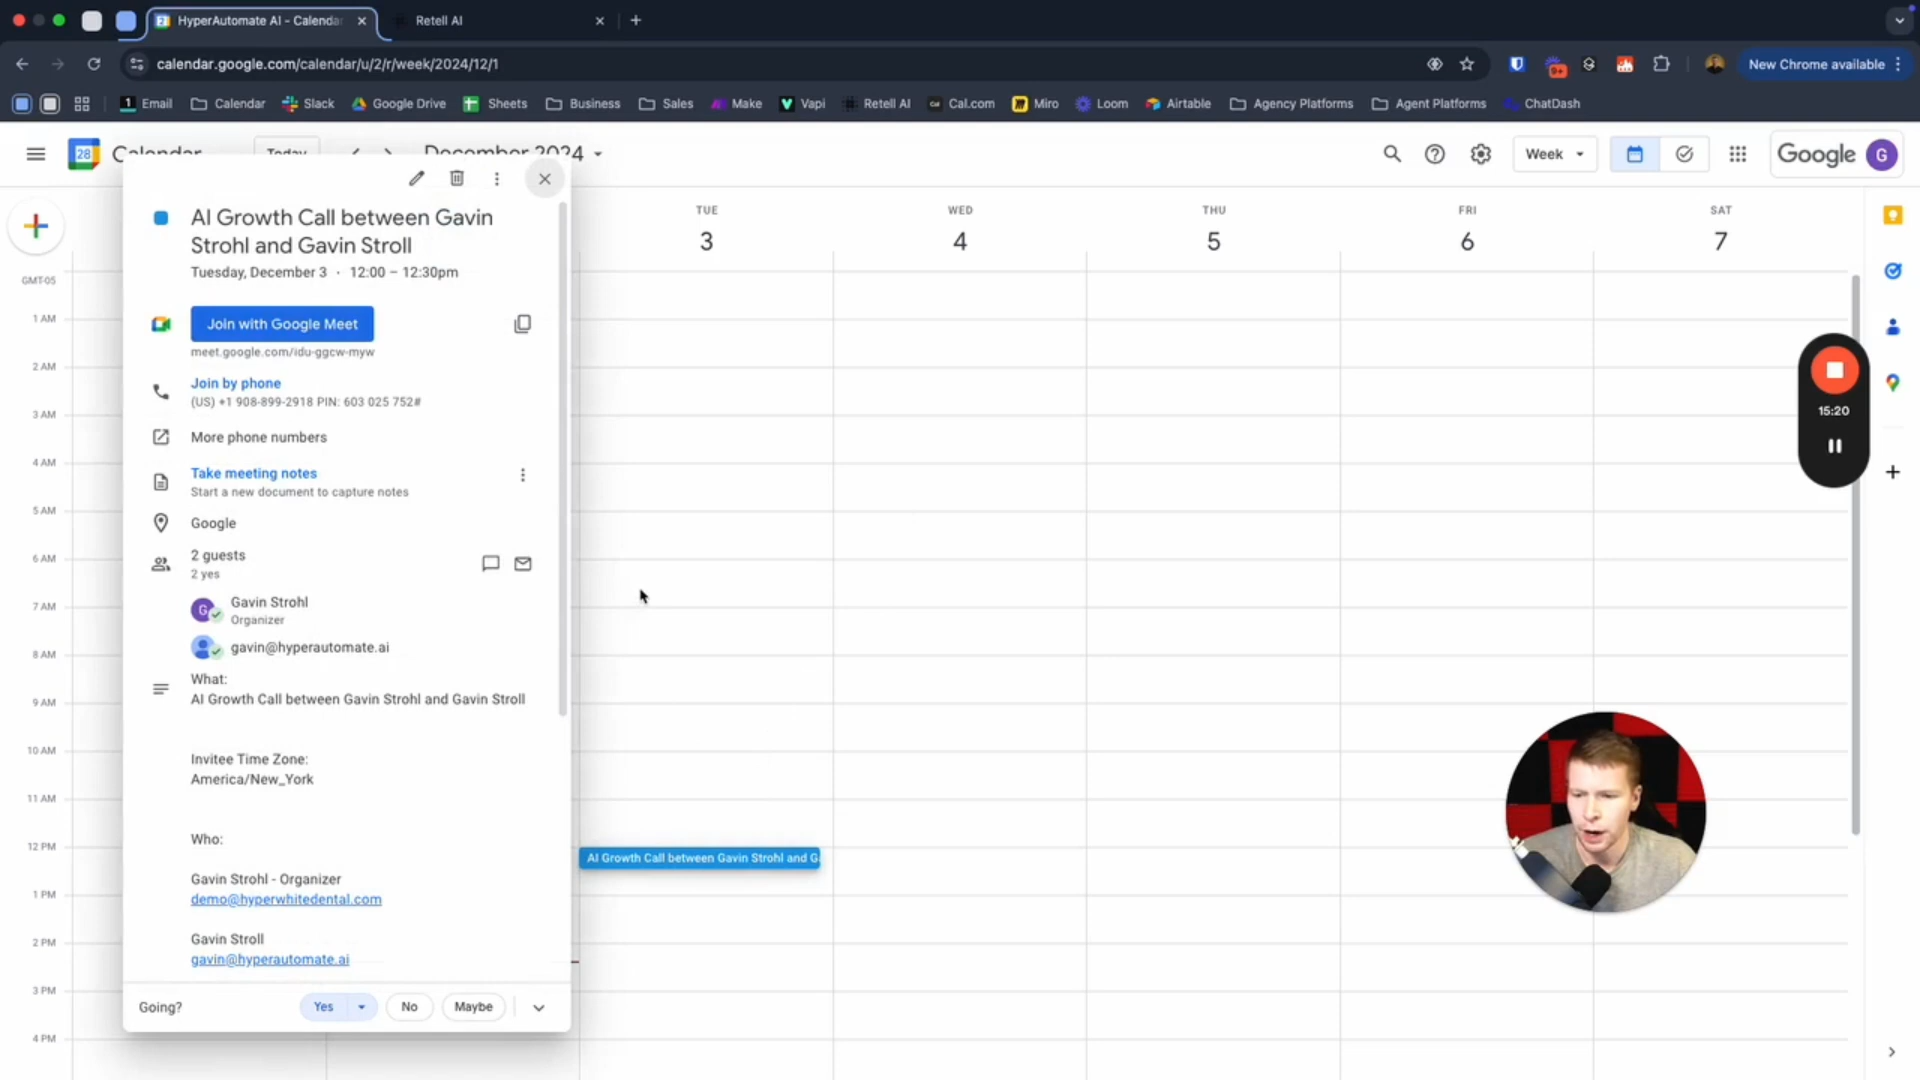 HyperAutomate AI - Calendar
Retell AI
calendar.google.com/calendar/u/2/r/week/2024/12/1
New Chrome available
9+
1 Email
Calendar
Slack
Google Drive
Sheets
Business
Sales
Make
Vapi
Retell AI
Cal.com
Miro
Loom
Airtable
Agency Platforms
Agent Platforms
ChatDash
28
Calendar
Today
December 2024
Week
Google
G
AI Growth Call between Gavin
Strohl and Gavin Stroll
Tuesday, December 3 · 12:00 – 12:30pm
Join with Google Meet
meet.google.com/idu-ggcw-myw
Join by phone
(US) +1 908-899-2918 PIN: 603 025 752#
More phone numbers
Take meeting notes
Start a new document to capture notes
Google
2 guests
2 yes
G
Gavin Strohl
Organizer
gavin@hyperautomate.ai
What:
AI Growth Call between Gavin Strohl and Gavin Stroll
Invitee Time Zone:
America/New_York
Who:
Gavin Strohl - Organizer
demo@hyperwhitedental.com
Gavin Stroll
gavin@hyperautomate.ai
Going?
Yes
No
Maybe
TUE
3
WED
4
THU
5
FRI
6
SAT
7
GMT-05
1 AM
2 AM
3 AM
4 AM
5 AM
6 AM
7 AM
8 AM
9 AM
10 AM
11 AM
12 PM
1 PM
2 PM
3 PM
4 PM
AI Growth Call between Gavin Strohl and G
15:20